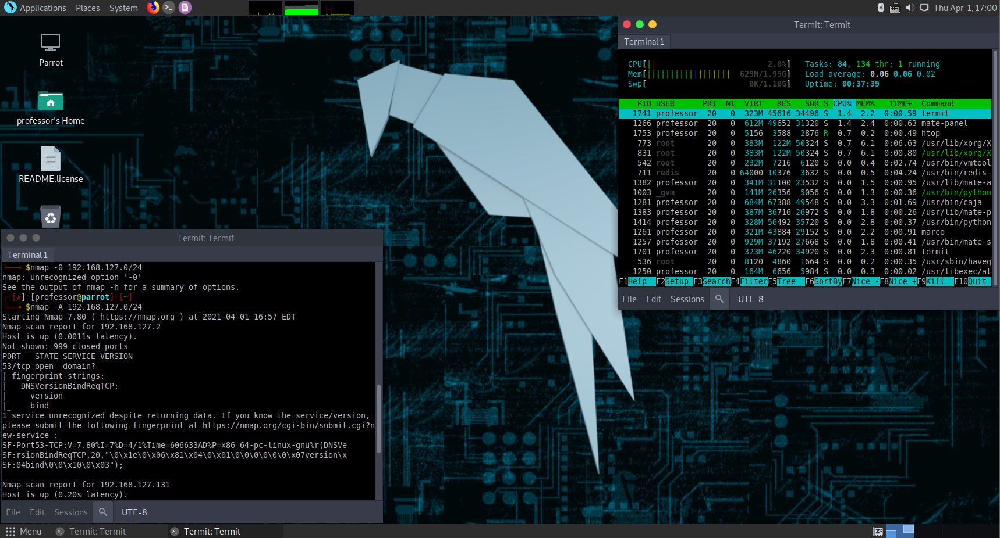 Applications Places System
Thu Apr 1, 17:00
Parrot
professor's Home
README.license
Termit: Termit
Terminal 1
CPU[|| 2.0%] Tasks: 84, 134 thr; 1 running
Mem[|||||||||||||||||| 629M/1.95G] Load average: 0.06 0.06 0.02
Swp[ 0K/1.18G] Uptime: 00:37:39
PID USER PRI NI VIRT RES SHR S CPU% MEM% TIME+ Command
1741 professor 20 0 323M 45616 34496 S 1.4 2.2 0:00.59 termit
1266 professor 20 0 612M 49652 31320 S 1.4 2.4 0:00.63 mate-panel
1753 professor 20 0 5156 3588 2876 R 0.7 0.2 0:00.49 htop
773 root 20 0 383M 122M 50324 S 0.7 6.1 0:06.63 /usr/lib/xorg/X
831 root 20 0 383M 122M 50324 S 0.7 6.1 0:00.80 /usr/lib/xorg/X
542 root 20 0 232M 7216 6120 S 0.0 0.4 0:02.74 /usr/bin/vmtool
711 redis 20 0 64000 10376 3632 S 0.0 0.5 0:04.24 /usr/bin/redis-
1382 professor 20 0 341M 31100 23532 S 0.0 1.5 0:00.95 /usr/lib/mate-a
1003 _gvm 20 0 141M 26356 5056 S 0.0 1.3 0:00.36 /usr/bin/python
1281 professor 20 0 684M 67388 49548 S 0.0 3.3 0:01.69 /usr/bin/caja
1383 professor 20 0 387M 36716 26972 S 0.0 1.8 0:00.26 /usr/lib/mate-p
1414 professor 20 0 328M 56492 35720 S 0.0 2.8 0:00.37 /usr/bin/python
1261 professor 20 0 321M 43884 29152 S 0.0 2.2 0:00.91 marco
1257 professor 20 0 929M 37192 27668 S 0.0 1.8 0:00.41 /usr/bin/mate-s
1701 professor 20 0 323M 46220 34920 S 0.0 2.3 0:00.81 termit
536 root 20 0 8120 4860 1664 S 0.0 0.2 0:00.35 /usr/sbin/haveg
1250 professor 20 0 164M 6656 5984 S 0.0 0.3 0:00.02 /usr/libexec/at
F1Help F2Setup F3SearchF4FilterF5Tree F6SortByF7Nice -F8Nice +F9Kill F10Quit
File Edit Sessions UTF-8
Termit: Termit
Terminal 1
$nmap -0 192.168.127.0/24
nmap: unrecognized option '-0'
See the output of nmap -h for a summary of options.
┌─[✗]─[professor@parrot]─[~]
└──╼ $nmap -A 192.168.127.0/24
Starting Nmap 7.80 ( https://nmap.org ) at 2021-04-01 16:57 EDT
Nmap scan report for 192.168.127.2
Host is up (0.0011s latency).
Not shown: 999 closed ports
PORT STATE SERVICE VERSION
53/tcp open domain?
| fingerprint-strings:
| DNSVersionBindReqTCP:
| version
|_ bind
1 service unrecognized despite returning data. If you know the service/version,
please submit the following fingerprint at https://nmap.org/cgi-bin/submit.cgi?n
ew-service :
SF-Port53-TCP:V=7.80%I=7%D=4/1%Time=606633AD%P=x86_64-pc-linux-gnu%r(DNSVe
SF:rsionBindReqTCP,20,"\0\x1e\0\x06\x81\x04\0\x01\0\0\0\0\0\0\x07version\x
SF:04bind\0\0\x10\0\x03");
Nmap scan report for 192.168.127.131
Host is up (0.20s latency).
File Edit Sessions UTF-8
Menu Termit: Termit Termit: Termit